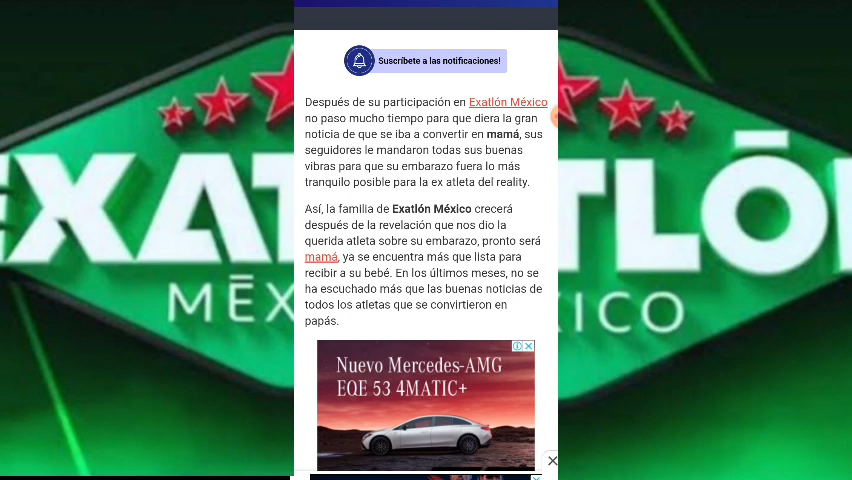 EXATLÓN
MÉXICO
Suscríbete a las notificaciones!
Después de su participación en Exatlón México
no paso mucho tiempo para que diera la gran
noticia de que se iba a convertir en mamá, sus
seguidores le mandaron todas sus buenas
vibras para que su embarazo fuera lo más
tranquilo posible para la ex atleta del reality.
Así, la familia de Exatlón México crecerá
después de la revelación que nos dio la
querida atleta sobre su embarazo, pronto será
mamá, ya se encuentra más que lista para
recibir a su bebé. En los últimos meses, no se
ha escuchado más que las buenas noticias de
todos los atletas que se convirtieron en
papás.
Nuevo Mercedes-AMG
EQE 53 4MATIC+